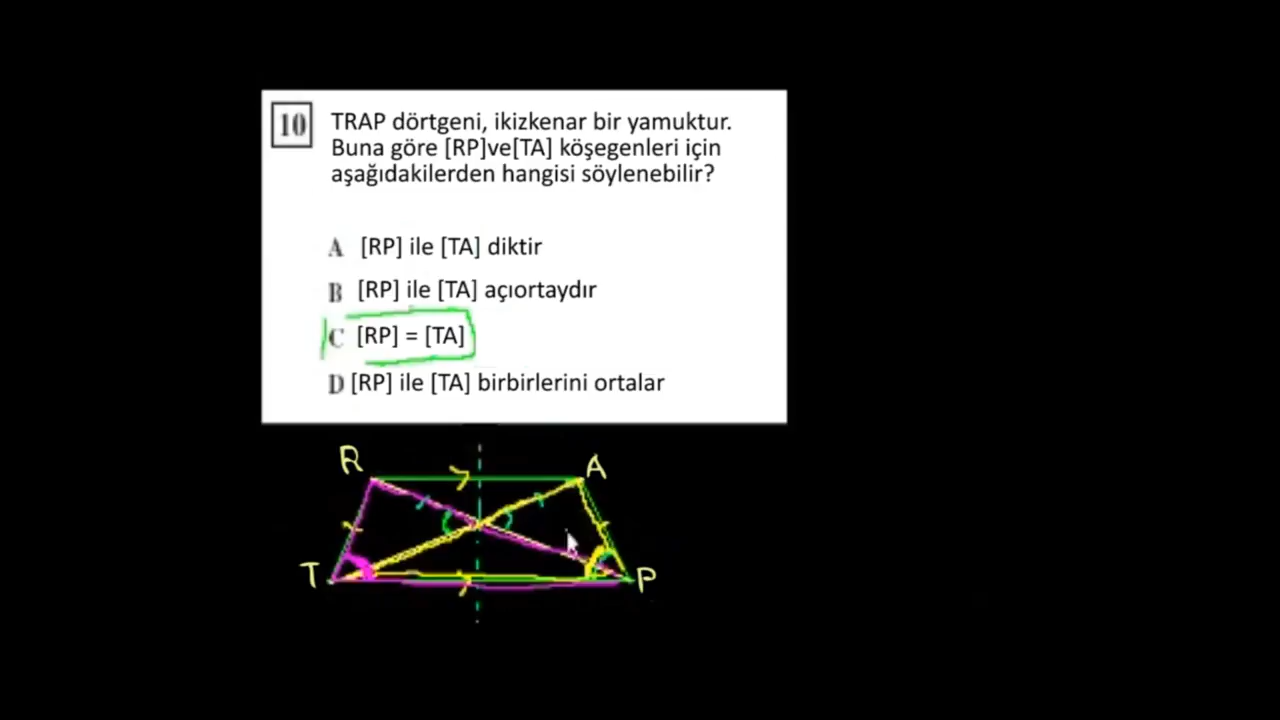 10 TRAP dörtgeni, ikizkenar bir yamuktur.
Buna göre [RP]ve[TA] köşegenleri için
aşağıdakilerden hangisi söylenebilir?
A [RP] ile [TA] diktir
B [RP] ile [TA] açıortaydır
C [RP] = [TA]
D [RP] ile [TA] birbirlerini ortalar
R A
T P